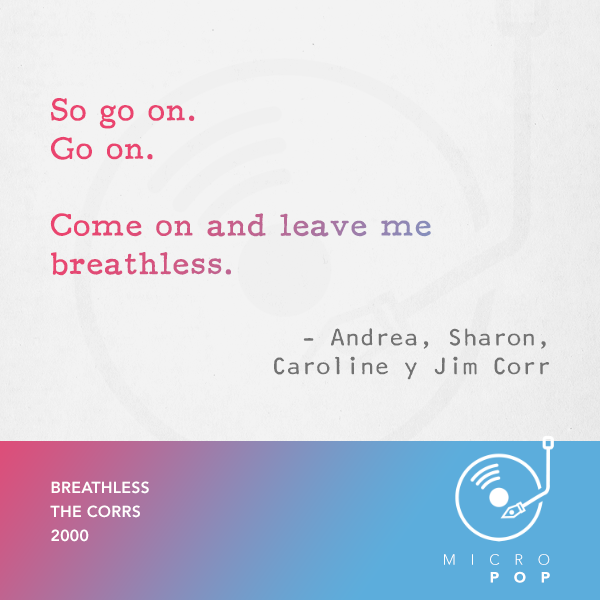 So go on.
Go on.
Come on and leave me
breathless.
– Andrea, Sharon,
Caroline y Jim Corr
BREATHLESS
THE CORRS
2000
MICRO
POP